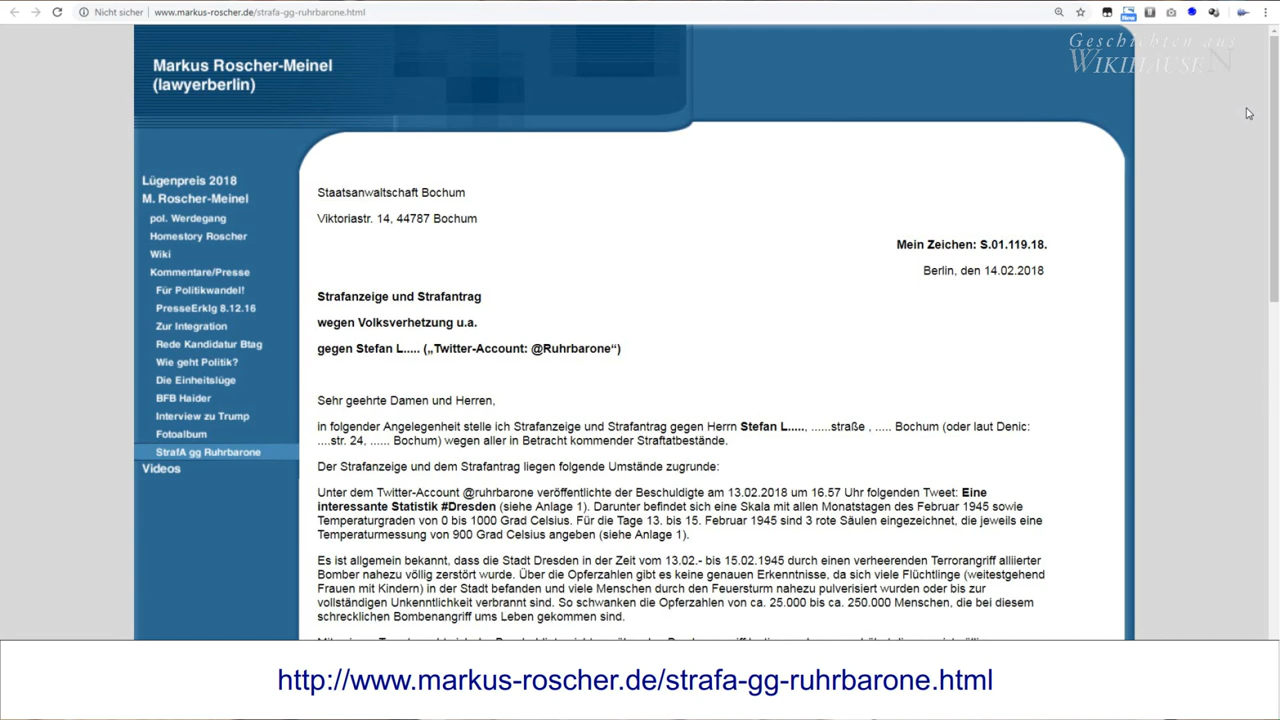 Nicht sicher | www.markus-roscher.de/strafa-gg-ruhrbarone.html
Geschichten aus
WIKIHAUSEN
Markus Roscher-Meinel
(lawyerberlin)
Lügenpreis 2018
M. Roscher-Meinel
pol. Werdegang
Homestory Roscher
Wiki
Kommentare/Presse
Für Politikwandel!
PresseErklg 8.12.16
Zur Integration
Rede Kandidatur Btag
Wie geht Politik?
Die Einheitslüge
BFB Haider
Interview zu Trump
Fotoalbum
StrafA gg Ruhrbarone
Videos
Staatsanwaltschaft Bochum
Viktoriastr. 14, 44787 Bochum
Mein Zeichen: S.01.119.18.
Berlin, den 14.02.2018
Strafanzeige und Strafantrag
wegen Volksverhetzung u.a.
gegen Stefan L..... („Twitter-Account: @Ruhrbarone“)
Sehr geehrte Damen und Herren,
in folgender Angelegenheit stelle ich Strafanzeige und Strafantrag gegen Herrn Stefan L....., ......straße , ..... Bochum (oder laut Denic:
....str. 24, ...... Bochum) wegen aller in Betracht kommender Straftatbestände.
Der Strafanzeige und dem Strafantrag liegen folgende Umstände zugrunde:
Unter dem Twitter-Account @ruhrbarone veröffentlichte der Beschuldigte am 13.02.2018 um 16.57 Uhr folgenden Tweet: Eine
interessante Statistik #Dresden (siehe Anlage 1). Darunter befindet sich eine Skala mit allen Monatstagen des Februar 1945 sowie
Temperaturgraden von 0 bis 1000 Grad Celsius. Für die Tage 13. bis 15. Februar 1945 sind 3 rote Säulen eingezeichnet, die jeweils eine
Temperaturmessung von 900 Grad Celsius angeben (siehe Anlage 1).
Es ist allgemein bekannt, dass die Stadt Dresden in der Zeit vom 13.02.- bis 15.02.1945 durch einen verheerenden Terrorangriff alliierter
Bomber nahezu völlig zerstört wurde. Über die Opferzahlen gibt es keine genauen Erkenntnisse, da sich viele Flüchtlinge (weitestgehend
Frauen mit Kindern) in der Stadt befanden und viele Menschen durch den Feuersturm nahezu pulverisiert wurden oder bis zur
vollständigen Unkenntlichkeit verbrannt sind. So schwanken die Opferzahlen von ca. 25.000 bis ca. 250.000 Menschen, die bei diesem
schrecklichen Bombenangriff ums Leben gekommen sind.
http://www.markus-roscher.de/strafa-gg-ruhrbarone.html